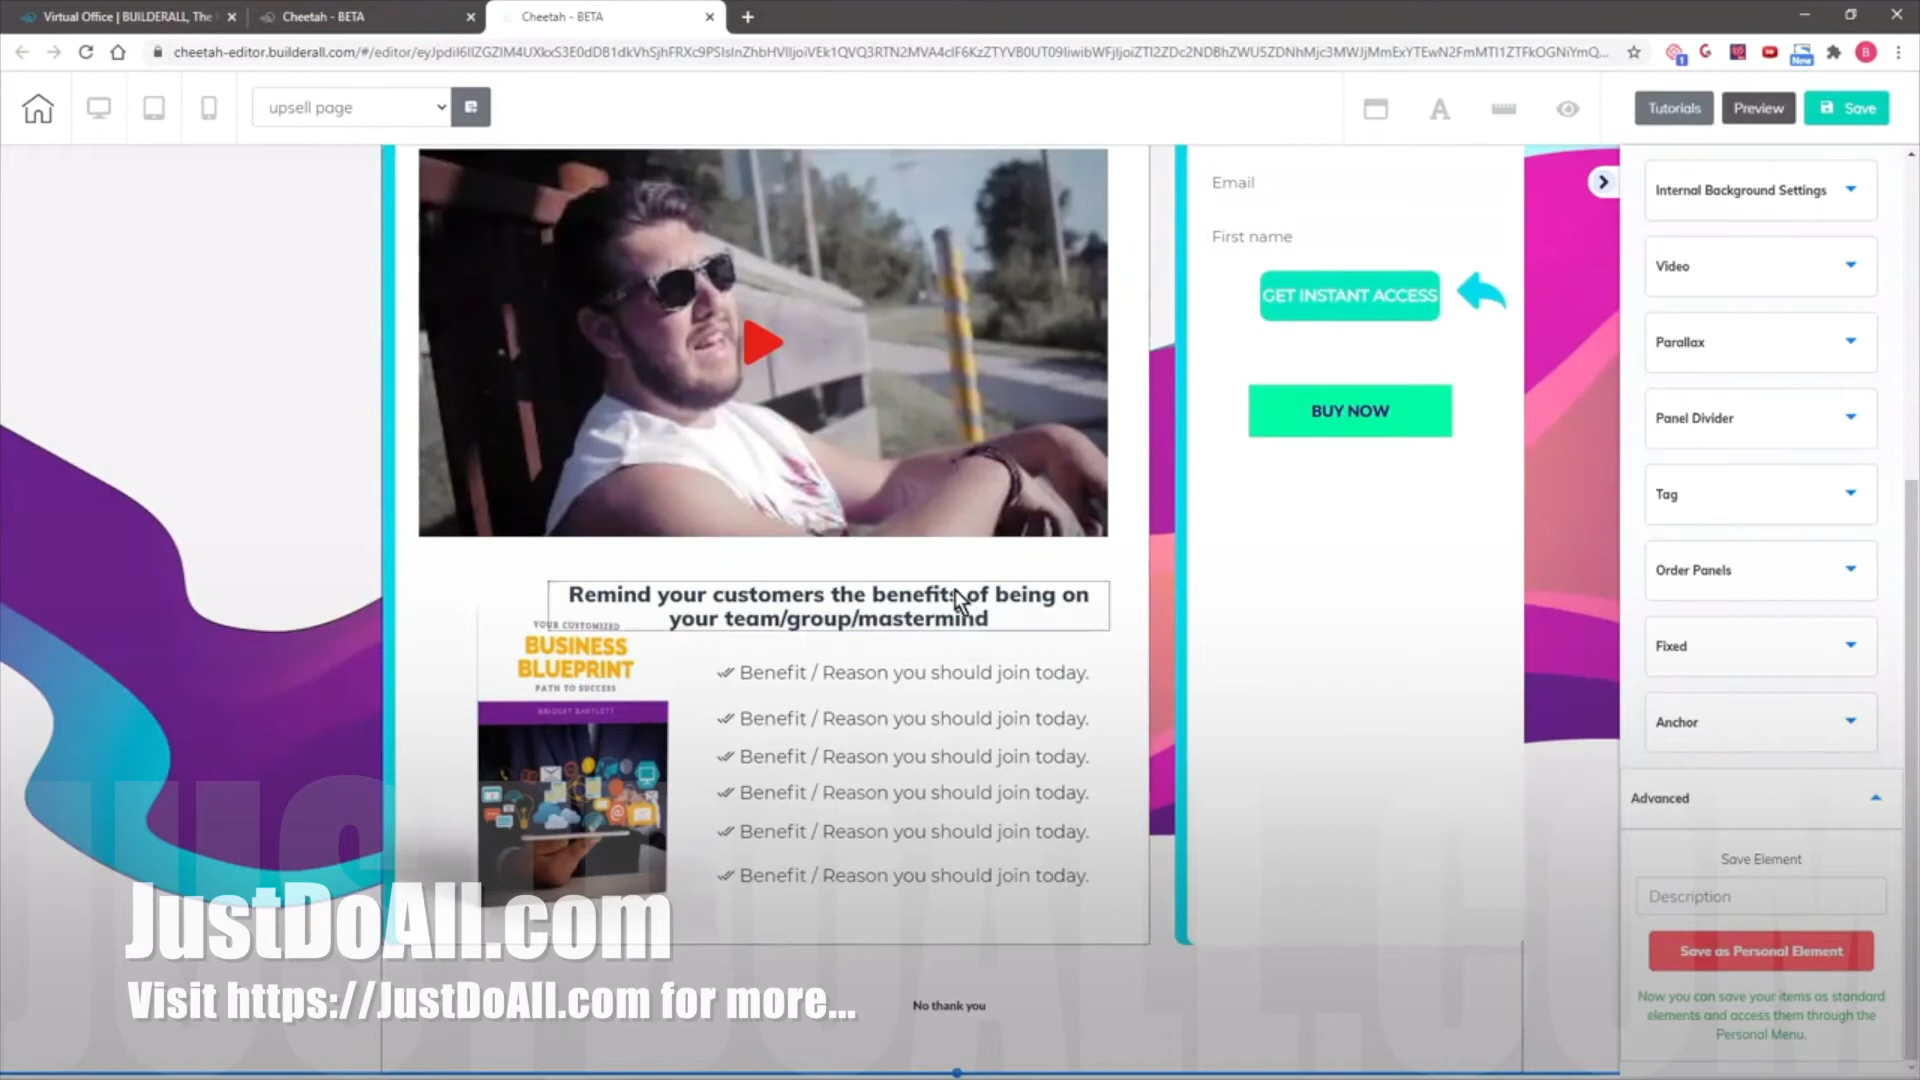 Virtual Office | BUILDERALL, The
Cheetah - BETA
Cheetah - BETA
upsell page
Tutorials
Preview
Save
Email
First name
GET INSTANT ACCESS
BUY NOW
Remind your customers the benefits of being on
your team/group/mastermind
YOUR CUSTOMIZED
BUSINESS
BLUEPRINT
PATH TO SUCCESS
BRIDGET BARTLETT
Benefit / Reason you should join today.
Benefit / Reason you should join today.
Benefit / Reason you should join today.
Benefit / Reason you should join today.
Benefit / Reason you should join today.
Benefit / Reason you should join today.
No thank you
Internal Background Settings
Video
Parallax
Panel Divider
Tag
Order Panels
Fixed
Anchor
Advanced
Save Element
Description
Save as Personal Element
Now you can save your items as standard
elements and access them through the
Personal Menu.
JustDoAll.com
Visit https://JustDoAll.com for more...